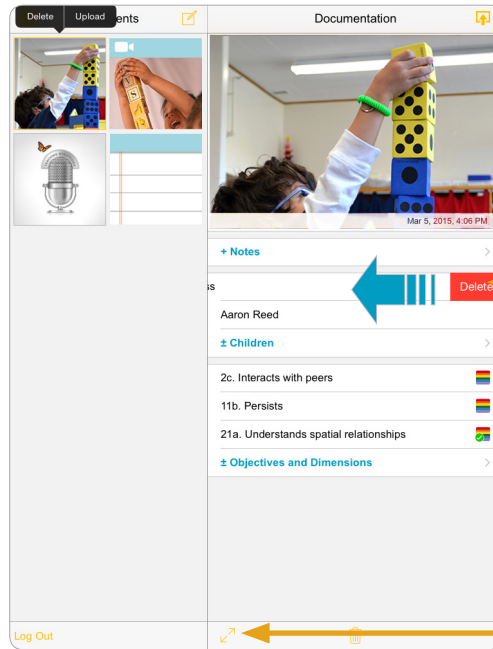 Delete Upload
ents
Documentation
Mar 5, 2015, 4:06 PM
+ Notes
ss
Delete
Aaron Reed
± Children
2c. Interacts with peers
11b. Persists
21a. Understands spatial relationships
± Objectives and Dimensions
Log Out